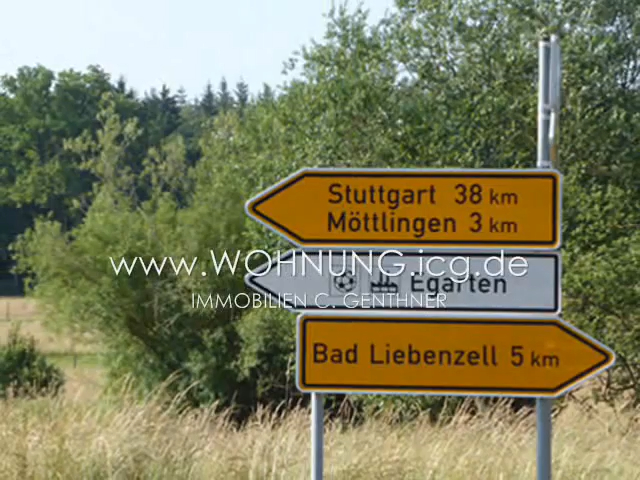 Stuttgart 38 km
Möttlingen 3 km
www.WOHNUNG.icg.de
Egarten
IMMOBILIEN C. GENTHNER
Bad Liebenzell 5 km